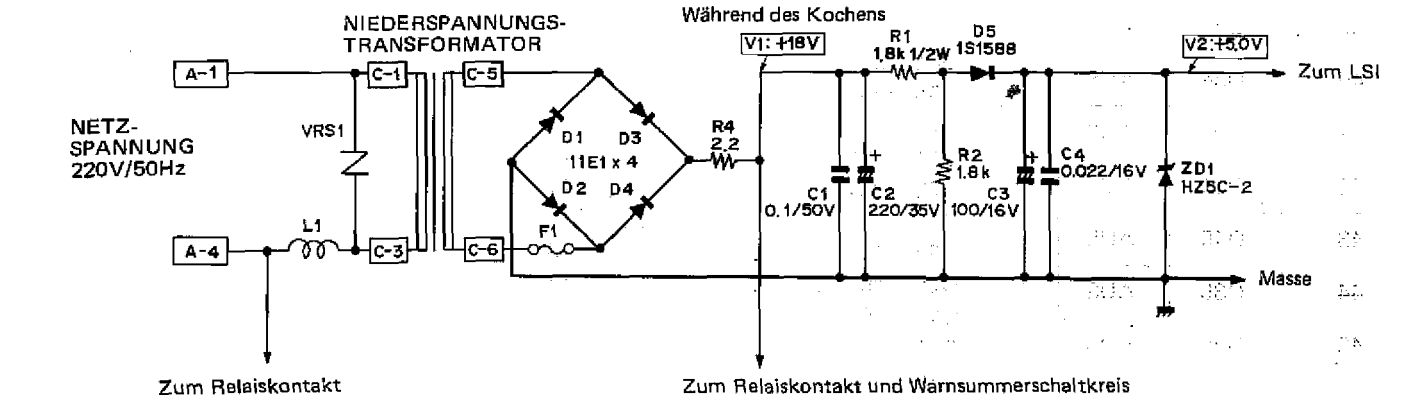 Während des Kochens
NIEDERSPANNUNGS-
TRANSFORMATOR
V1: +18V
R1
1,8k 1/2W
D5
1S1588
V2:+5,0V
A-1
C-1
C-5
Zum LSI
NETZ-
SPANNUNG
220V/50Hz
VRS1
D1
D3
11E1 x 4
D2
D4
R4
2.2
R2
1.8k
C1
0.1/50V
C2
220/35V
C3
100/16V
C4
0.022/16V
ZD1
HZ5C-2
L1
F1
A-4
C-3
C-6
Masse
Zum Relaiskontakt
Zum Relaiskontakt und Warnsummerschaltkreis